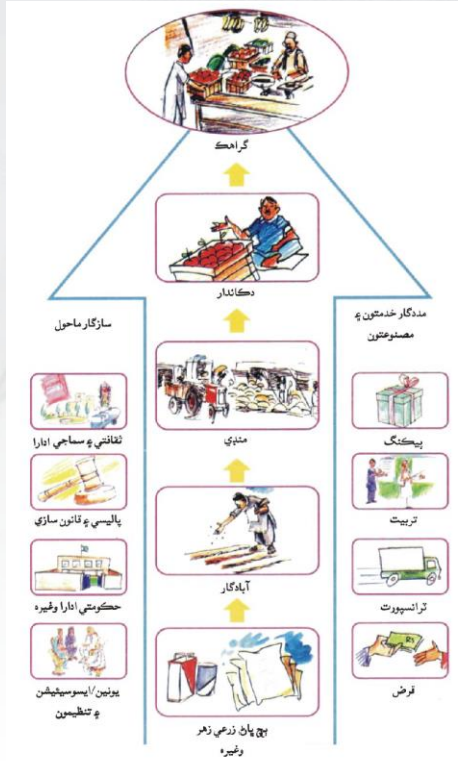 گراهڪ
دڪاندار
مددگار خدمتون ۽
مصنوعتون
سازگار ماحول
منڊي
پيڪنگ
ثقافتي ۽ سماجي ادارا
تربيت
پاليسي ۽ قانون سازي
آبادگار
ٽرانسپورٽ
حڪومتي ادارا وغيره
قرض
يونين/ايسوسيئيشن
۽ تنظيمون
ٻج ڀاڻ زرعي زهر
وغيره